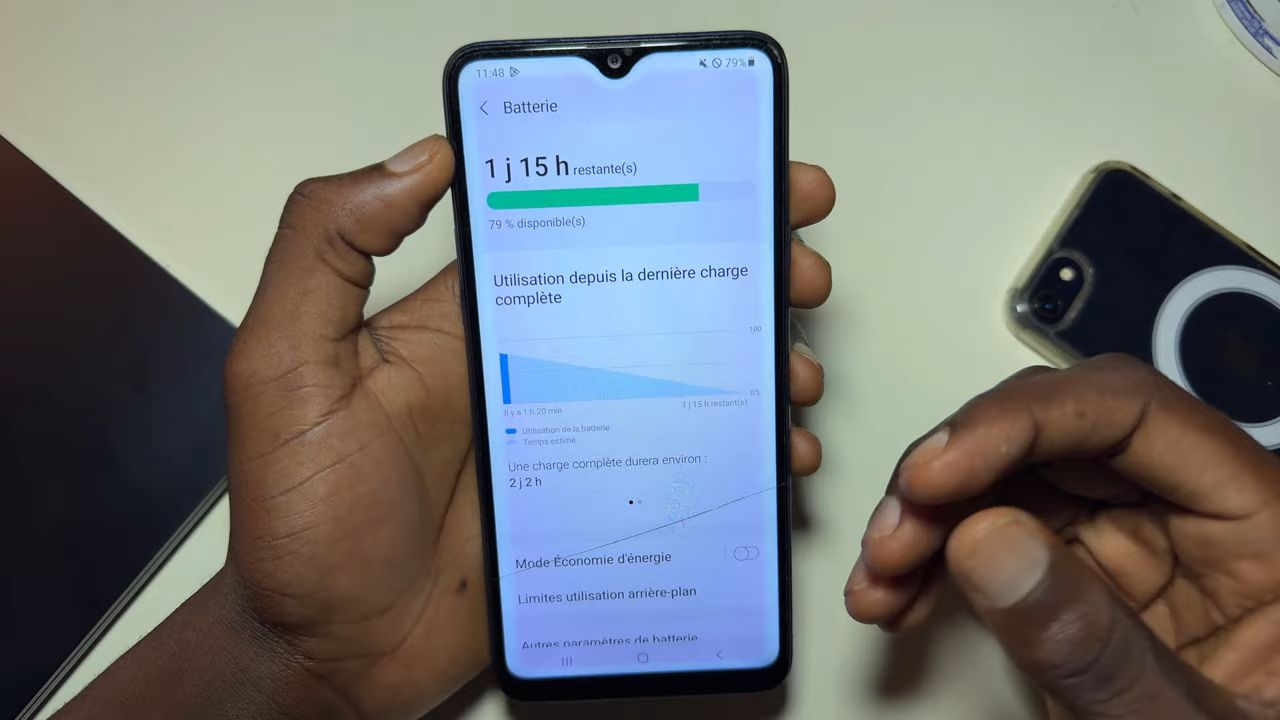 11:48
79%
Batterie
1 j 15 h restante(s)
79 % disponible(s)
Utilisation depuis la dernière charge
complète
100
0%
Il y a 1 h 20 min
1 j 15 h restant(s)
Utilisation de la batterie
Temps estimé
Une charge complète durera environ :
2 j 2 h
Mode Économie d'énergie
Limites utilisation arrière-plan
Autres paramètres de batterie